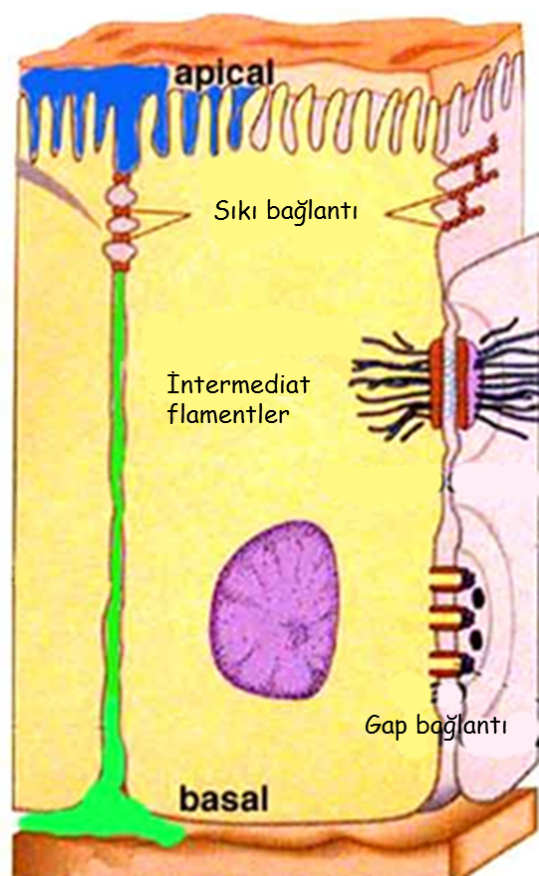 apical
Sıkı bağlantı
İntermediat
flamentler
Gap bağlantı
basal